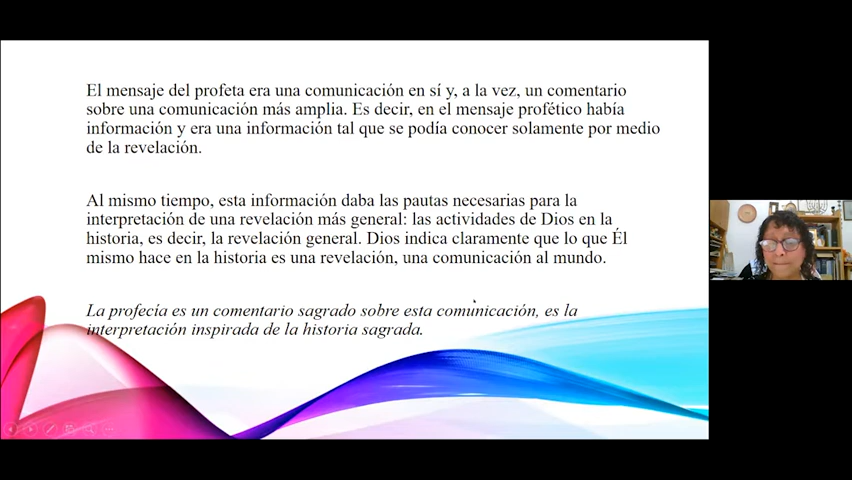 El mensaje del profeta era una comunicación en sí y, a la vez, un comentario
sobre una comunicación más amplia. Es decir, en el mensaje profético había
información y era una información tal que se podía conocer solamente por medio
de la revelación.
Al mismo tiempo, esta información daba las pautas necesarias para la
interpretación de una revelación más general: las actividades de Dios en la
historia, es decir, la revelación general. Dios indica claramente que lo que Él
mismo hace en la historia es una revelación, una comunicación al mundo.
La profecía es un comentario sagrado sobre esta comunicación, es la
interpretación inspirada de la historia sagrada.